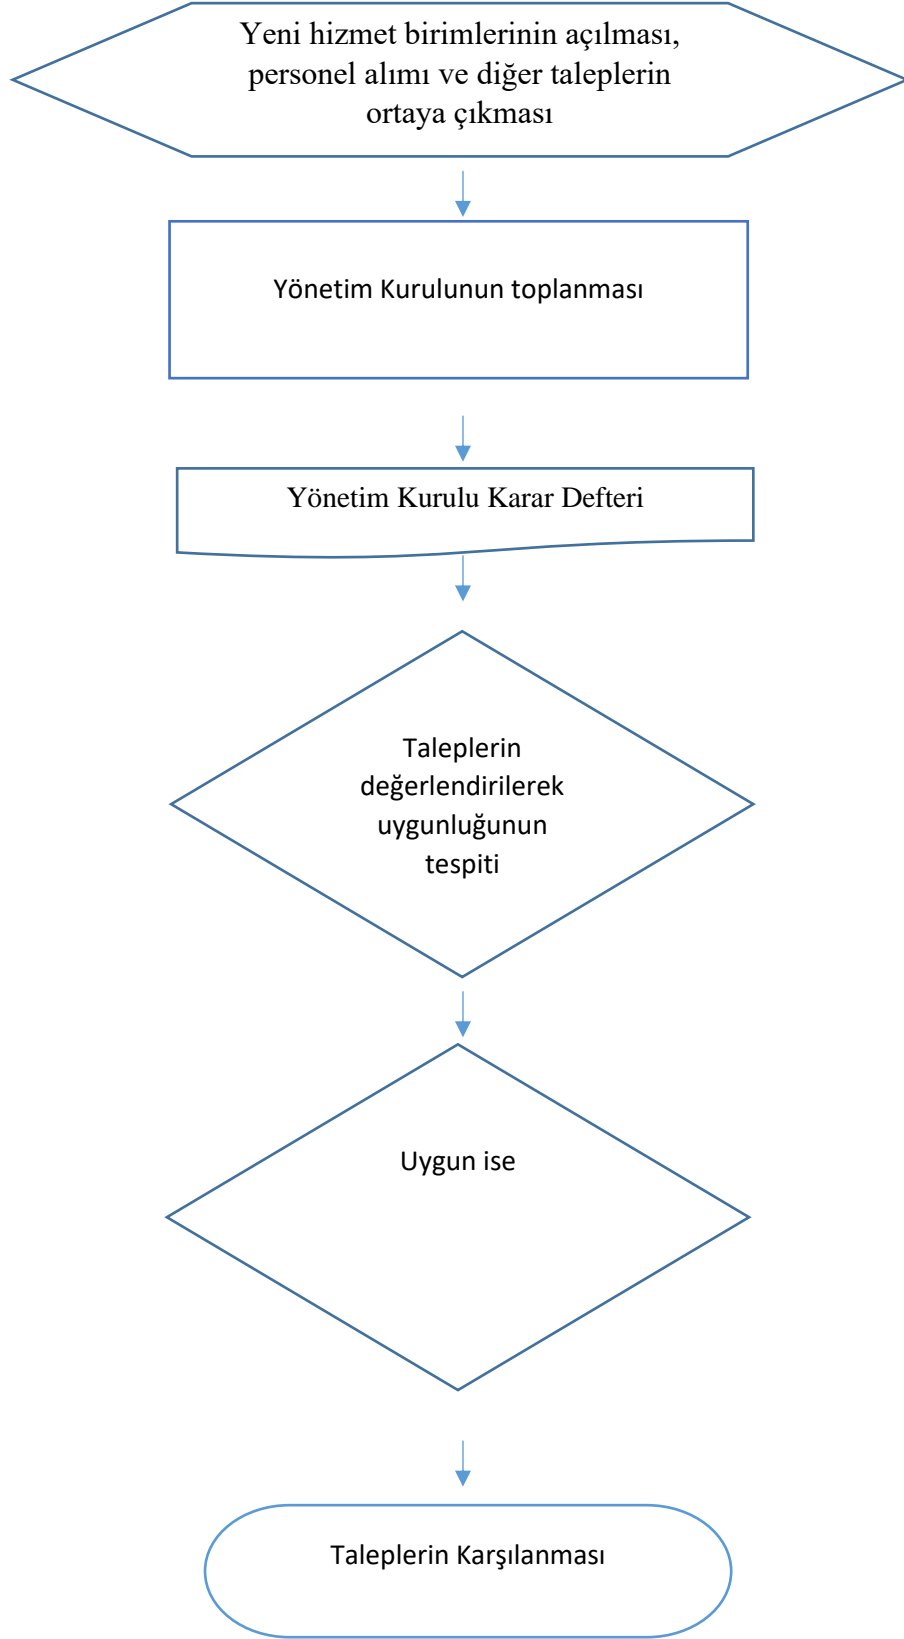 Yeni hizmet birimlerinin açılması,
personel alımı ve diğer taleplerin
ortaya çıkması
Yönetim Kurulunun toplanması
Yönetim Kurulu Karar Defteri
Taleplerin
değerlendirilerek
uygunluğunun
tespiti
Uygun ise
Taleplerin Karşılanması